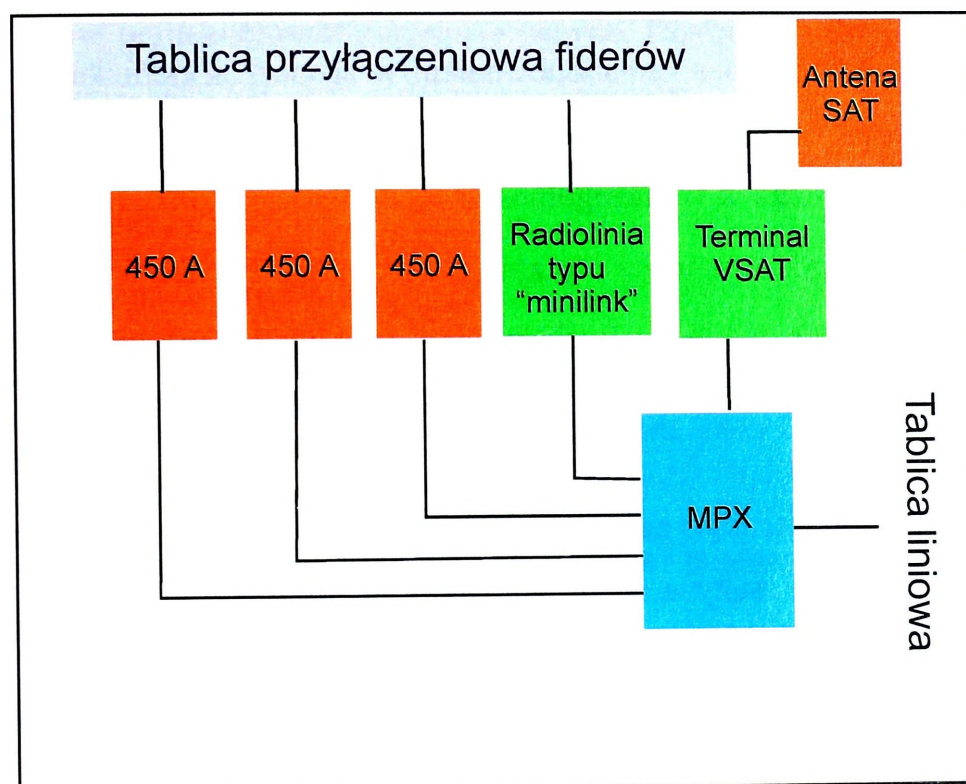 Tablica przyłączeniowa fiderów
Antena
SAT
450 A
450 A
450 A
Radiolinia
typu
“minilink”
Terminal
VSAT
MPX
Tablica liniowa